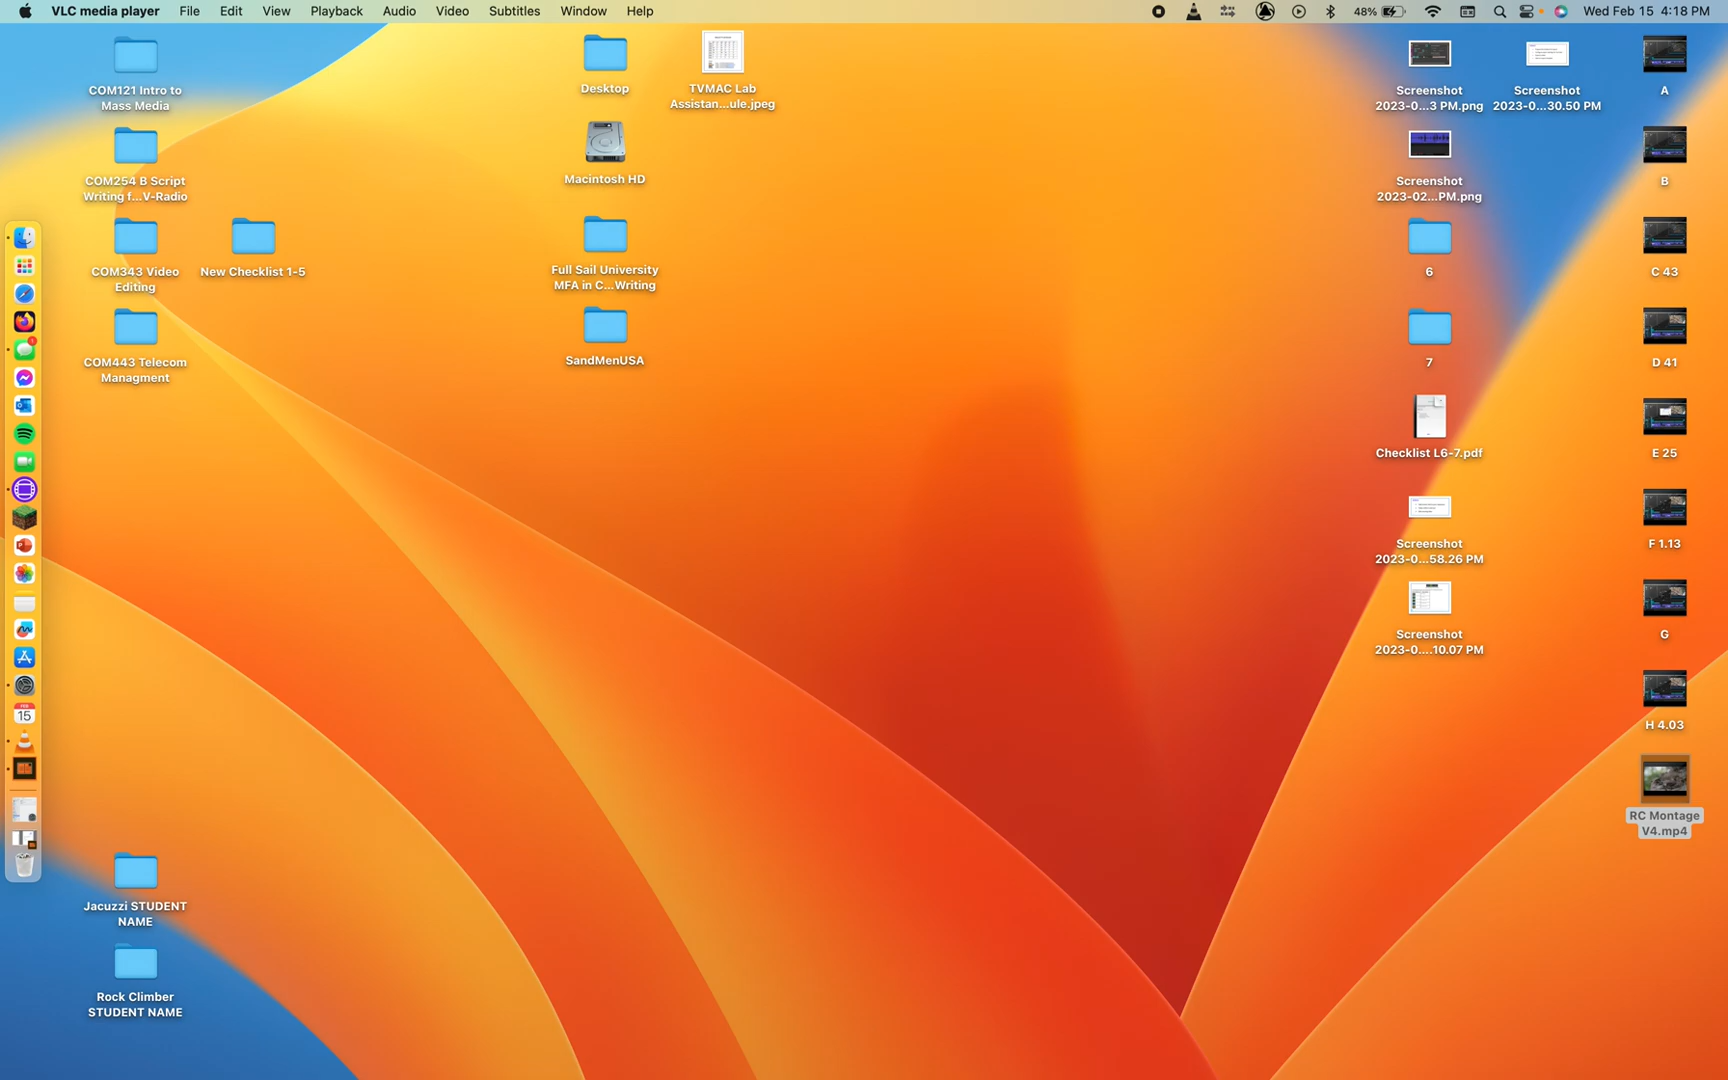 VLC media player File Edit View Playback Audio Video Subtitles Window Help 48% Wed Feb 15 4:18 PM
COM121 Intro to
Mass Media
COM254 B Script
Writing f...V-Radio
COM343 Video
Editing
New Checklist 1-5
COM443 Telecom
Managment
Jacuzzi STUDENT
NAME
Rock Climber
STUDENT NAME
Desktop
TVMAC Lab
Assistan...ule.jpeg
Macintosh HD
Full Sail University
MFA in C...Writing
SandMenUSA
Screenshot
2023-0...3 PM.png
Screenshot
2023-0...30.50 PM
Screenshot
2023-02...PM.png
6
7
Checklist L6-7.pdf
Screenshot
2023-0...58.26 PM
Screenshot
2023-0....10.07 PM
A
B
C 43
D 41
E 25
F 1.13
G
H 4.03
RC Montage
V4.mp4
FEB
15
1